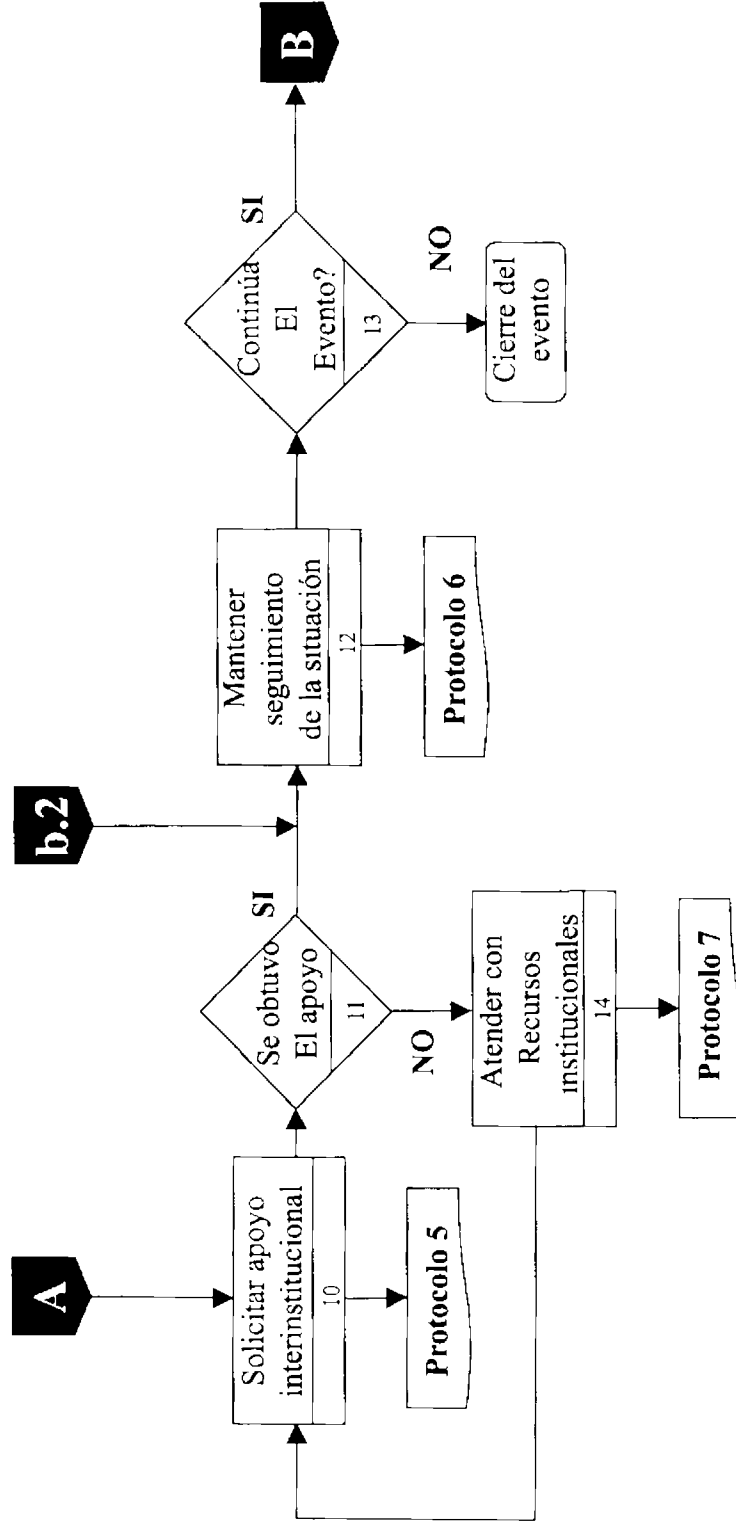 A
Solicitar apoyo
interinstitucional
10
Protocolo 5
Se obtuvo
El apoyo
11
SI
NO
Atender con
Recursos
institucionales
14
Protocolo 7
b.2
Mantener
seguimiento
de la situación
12
Protocolo 6
Continúa
El
Evento?
13
SI
B
NO
Cierre del
evento